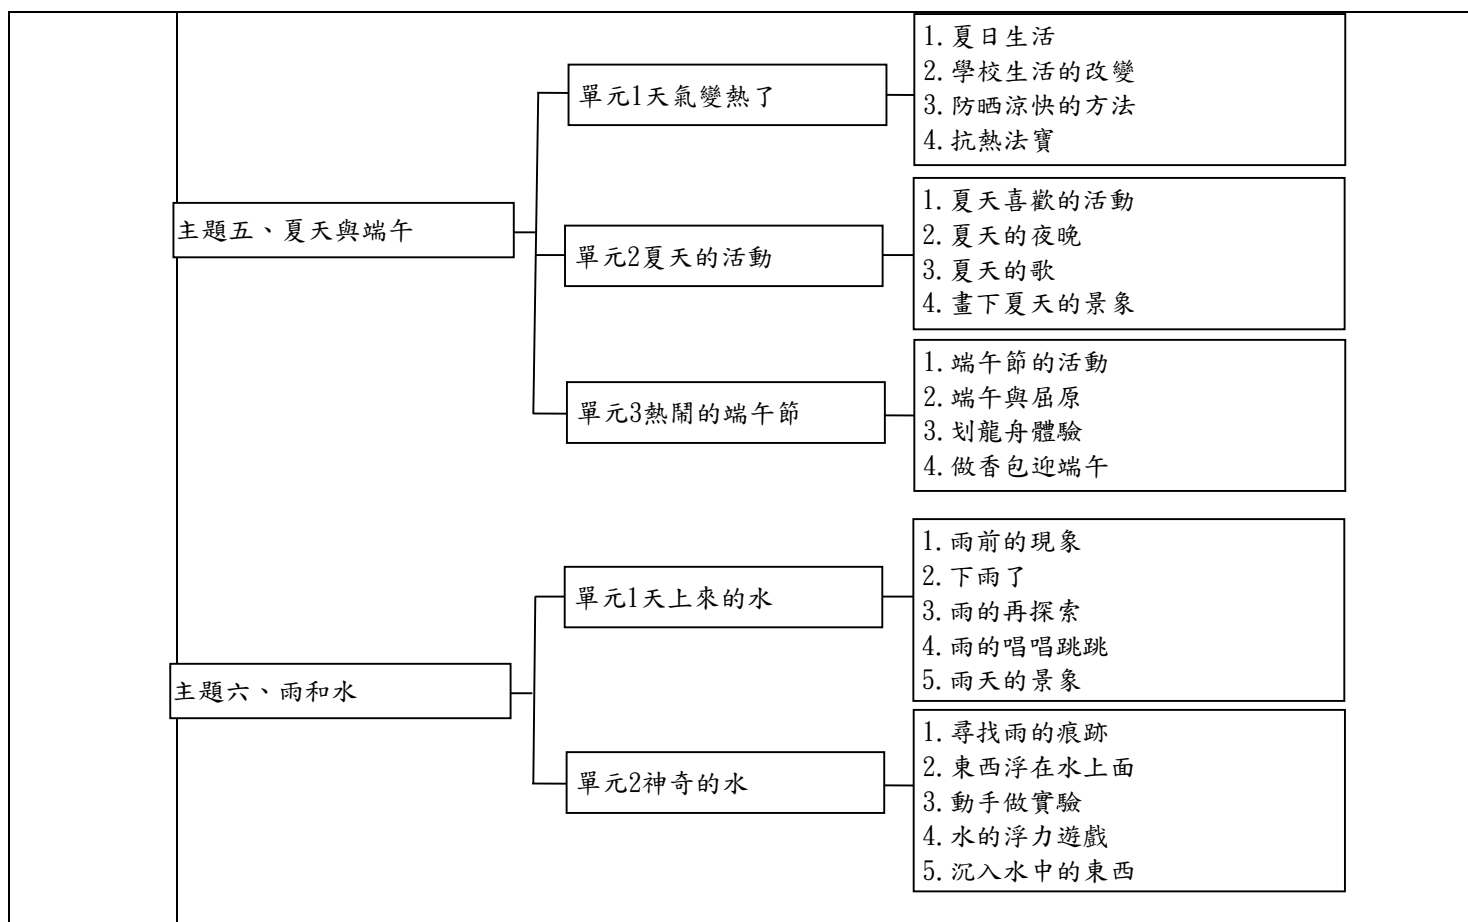 主題五、夏天與端午
單元1天氣變熱了
1.夏日生活
2.學校生活的改變
3.防晒涼快的方法
4.抗熱法寶
單元2夏天的活動
1.夏天喜歡的活動
2.夏天的夜晚
3.夏天的歌
4.畫下夏天的景象
單元3熱鬧的端午節
1.端午節的活動
2.端午與屈原
3.划龍舟體驗
4.做香包迎端午
主題六、雨和水
單元1天上來的水
1.雨前的現象
2.下雨了
3.雨的再探索
4.雨的唱唱跳跳
5.雨天的景象
單元2神奇的水
1.尋找雨的痕跡
2.東西浮在水上面
3.動手做實驗
4.水的浮力遊戲
5.沉入水中的東西